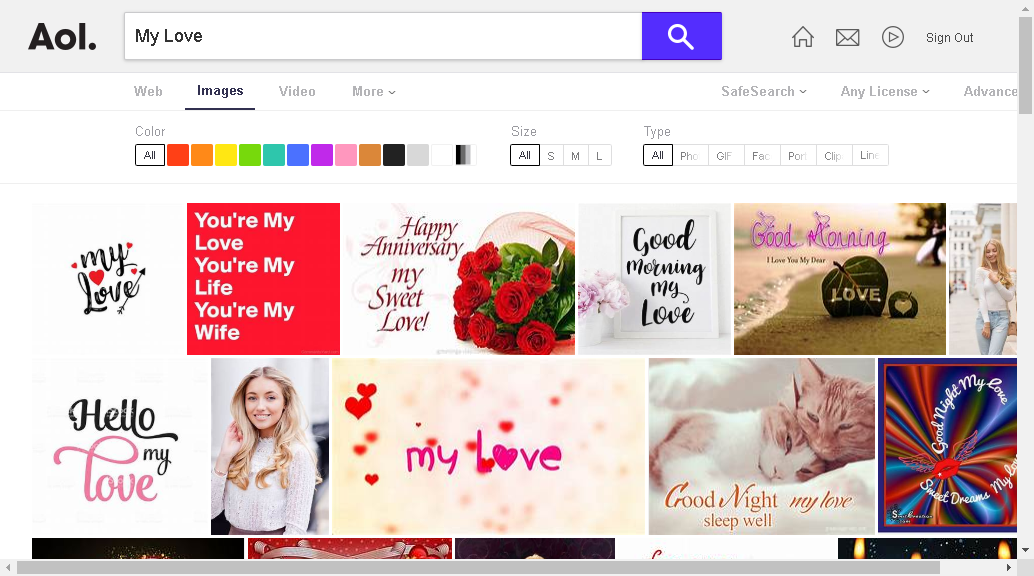 Aol.
My Love
Sign Out
Web
Images
Video
More
SafeSearch
Any License
Advance
Color
All
Size
All
S
M
L
Type
All
Pho
GIF
Fac
Por
Clip
Line
my
Love
You're My
Love
You're My
Life
You're My
Wife
Happy
Anniversary
my
Sweet
Love!
Good
morning
my
Love
Good Morning
I Love You My Dear
LOVE
Hello
my
love
my love
Good Night my love
sleep well
Good Night My Love
Sweet Dreams My Lo